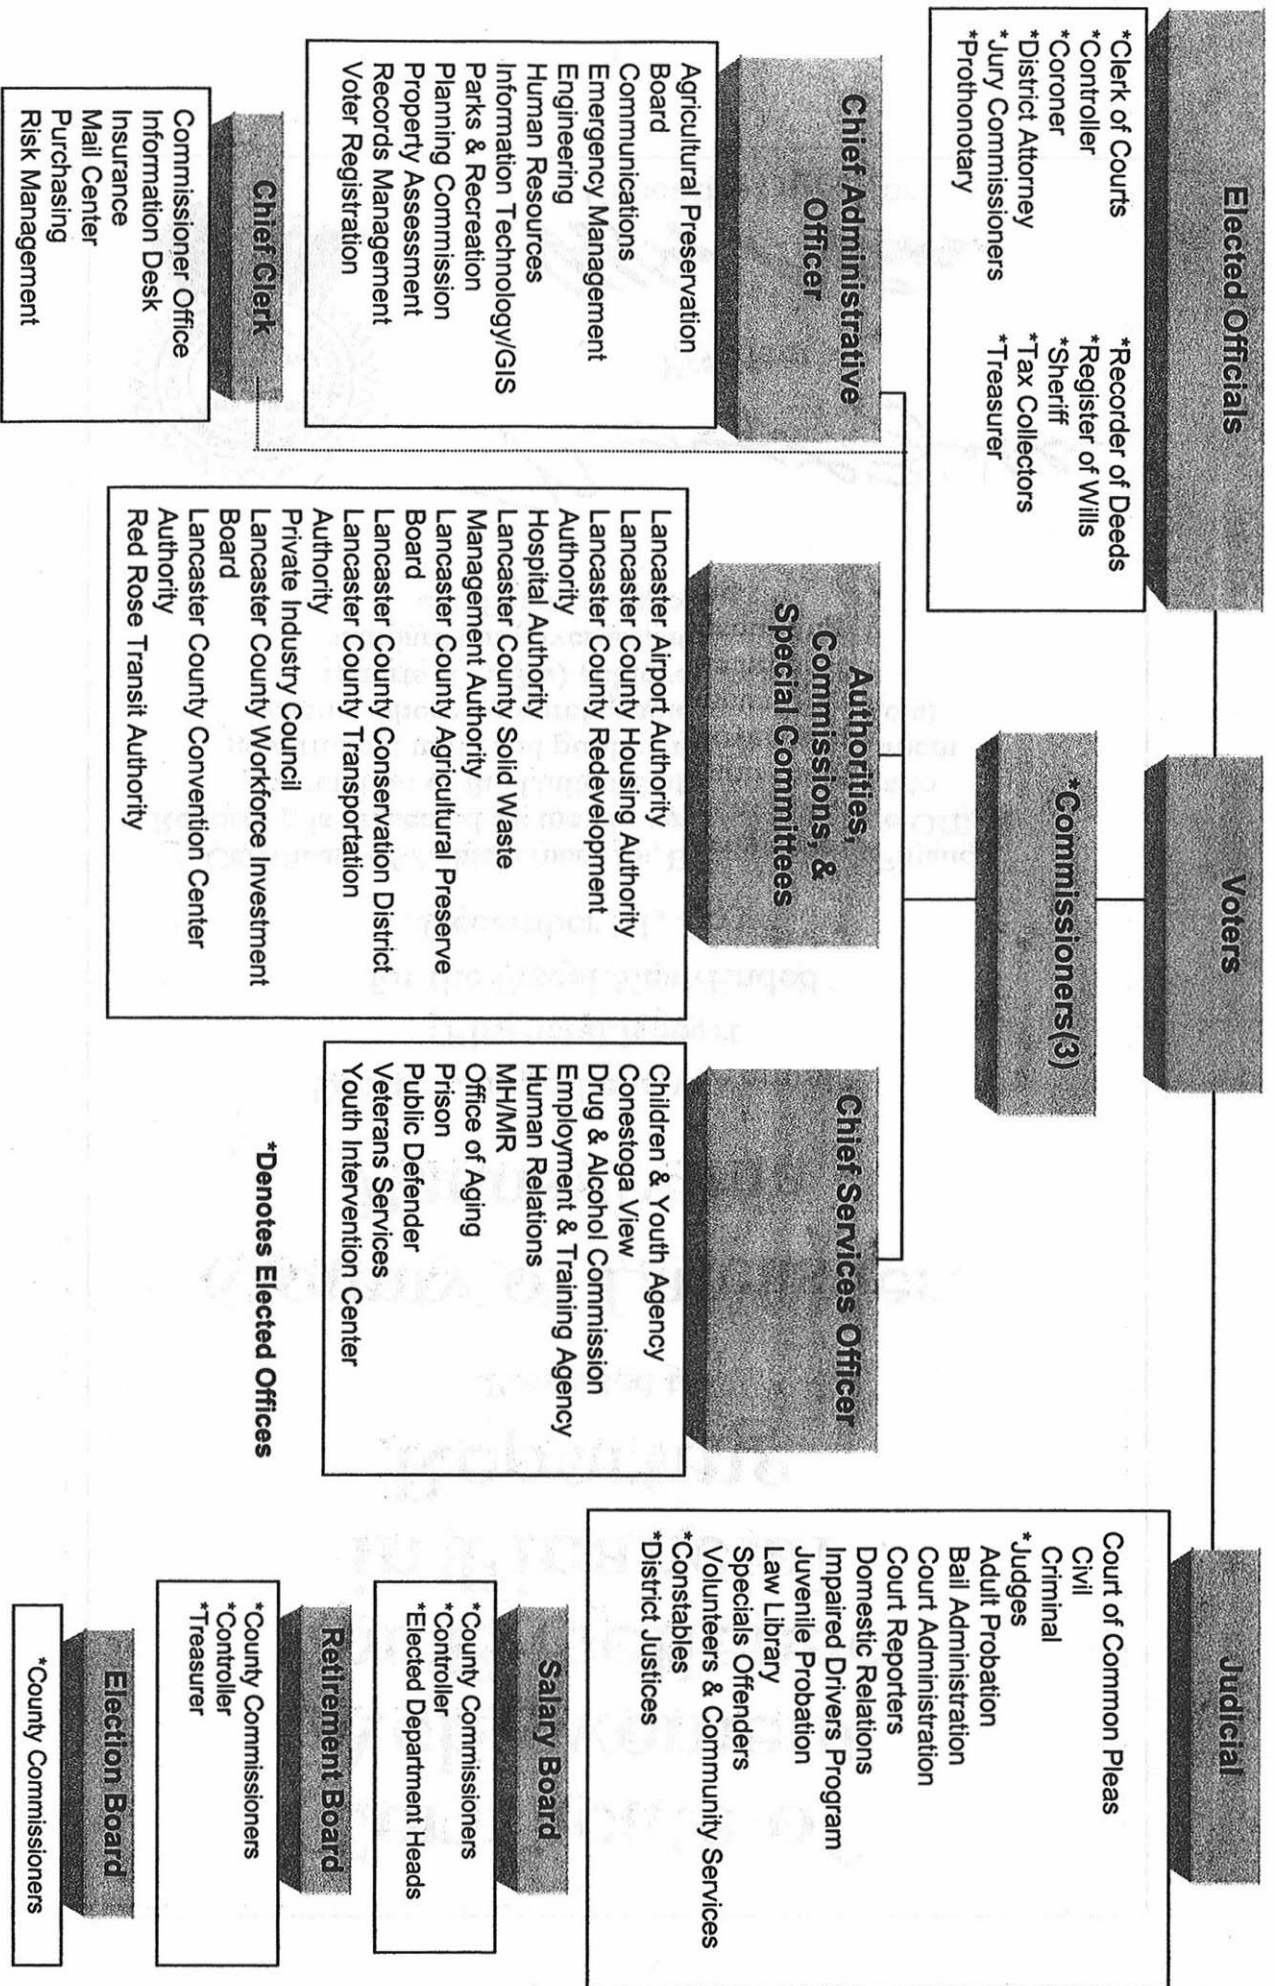 Voters
Elected Officials
*Clerk of Courts
*Controller
*Coroner
*District Attorney
*Jury Commissioners
*Prothonotary
*Recorder of Deeds
*Register of Wills
*Sheriff
*Tax Collectors
*Treasurer
*Commissioners(3)
Judicial
Court of Common Pleas
Civil
Criminal
*Judges
Adult Probation
Bail Administration
Court Administration
Court Reporters
Domestic Relations
Impaired Drivers Program
Juvenile Probation
Law Library
Specials Offenders
Volunteers & Community Services
*Constables
*District Justices
Chief Administrative
Officer
Agricultural Preservation
Board
Communications
Emergency Management
Engineering
Human Resources
Information Technology/GIS
Parks & Recreation
Planning Commission
Property Assessment
Records Management
Voter Registration
Authorities,
Commissions, &
Special Committees
Lancaster Airport Authority
Lancaster County Housing Authority
Lancaster County Redevelopment
Authority
Hospital Authority
Lancaster County Solid Waste
Management Authority
Lancaster County Agricultural Preserve
Board
Lancaster County Conservation District
Lancaster County Transportation
Authority
Private Industry Council
Lancaster County Workforce Investment
Board
Lancaster County Convention Center
Authority
Red Rose Transit Authority
Chief Services Officer
Children & Youth Agency
Conestoga View
Drug & Alcohol Commission
Employment & Training Agency
Human Relations
MH/MR
Office of Aging
Prison
Public Defender
Veterans Services
Youth Intervention Center
Chief Clerk
Commissioner Office
Information Desk
Insurance
Mail Center
Purchasing
Risk Management
Salary Board
*County Commissioners
*Controller
*Elected Department Heads
Retirement Board
*County Commissioners
*Controller
*Treasurer
Election Board
*County Commissioners
*Denotes Elected Offices